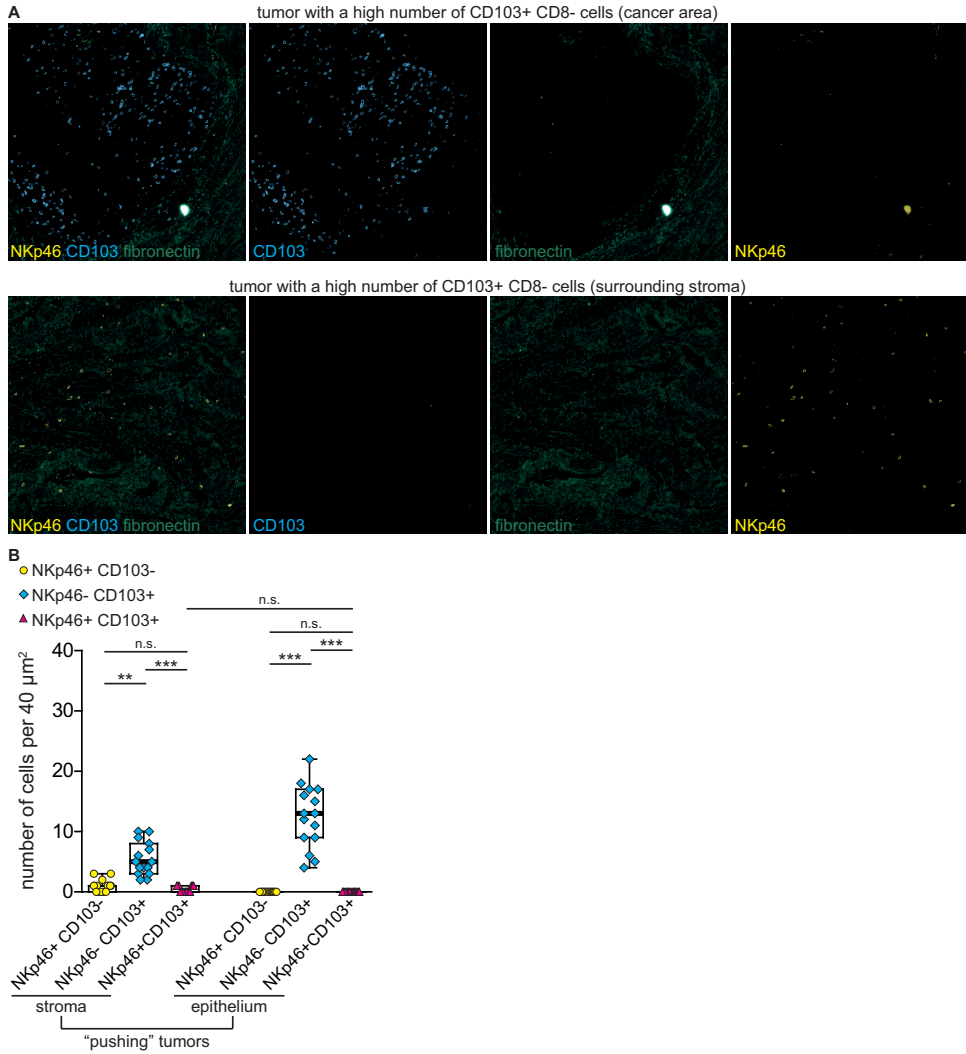 A
tumor with a high number of CD103+ CD8- cells (cancer area)
NKp46 CD103 fibronectin
CD103
fibronectin
NKp46
tumor with a high number of CD103+ CD8- cells (surrounding stroma)
NKp46 CD103 fibronectin
CD103
fibronectin
NKp46
B
NKp46+ CD103-
NKp46- CD103+
NKp46+ CD103+
n.s.
n.s.
n.s.
***
***
**
***
number of cells per 40 µm²
40
30
20
10
0
NKp46+ CD103-
NKp46- CD103+
NKp46+CD103+
NKp46+ CD103-
NKp46- CD103+
NKp46+CD103+
stroma
epithelium
“pushing” tumors